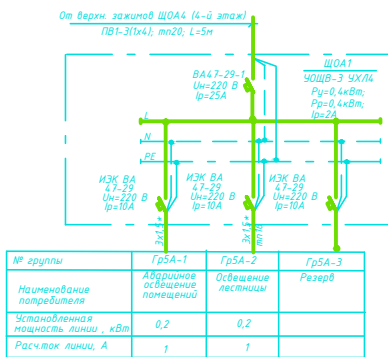 От верхн. зажимов ЩОА4 (4-й этаж)
ПВ1-3(1х4); тп20; L=5м
ВА47-29-1
Uн=220 В
Iр=25А
ЩОА1
УОЩВ-3 УХЛ4
Ру=0,4кВт;
Рр=0,4кВт;
Iр=2А
L
N
PE
ИЭК ВА
47-29
Uн=220 В
Iр=10А
ИЭК ВА
47-29
Uн=220 В
Iр=10А
ИЭК ВА
47-29
Uн=220 В
Iр=10А
3х1,5*
3х1,5*
тп16
№ группы Гр5А-1 Гр5А-2 Гр5А-3
Наименование потребителя Аварийное освещение помещений Освещение лестницы Резерв
Установленная мощность линии , кВт 0,2 0,2
Расч.ток линии, А 1 1